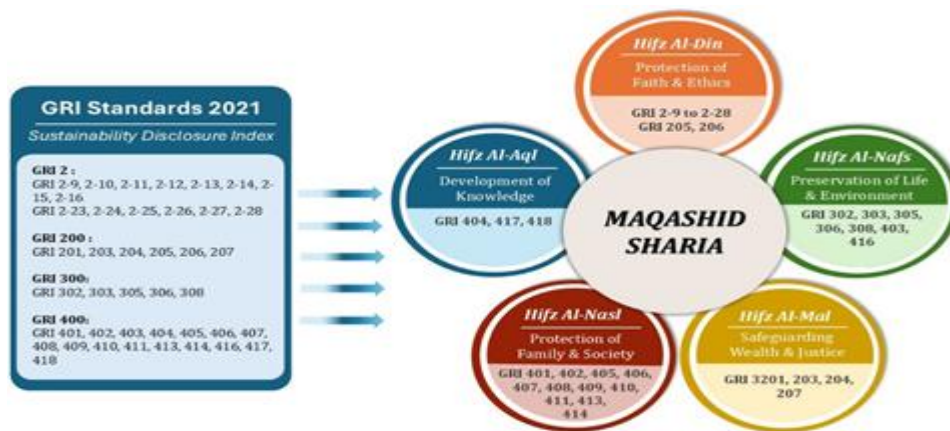 GRI Standards 2021
Sustainability Disclosure Index
GRI 2 :
GRI 2-9, 2-10, 2-11, 2-12, 2-13, 2-14, 2-
15, 2-16
GRI 2-23, 2-24, 2-25, 2-26, 2-27, 2-28
GRI 200 :
GRI 201, 203, 204, 205, 206, 207
GRI 300:
GRI 302, 303, 305, 306, 308
GRI 400:
GRI 401, 402, 403, 404, 405, 406, 407,
408, 409, 410, 411, 413, 414, 416, 417,
418
Hifz Al-Din
Protection of
Faith & Ethics
GRI 2-9 to 2-28
GRI 205, 206
Hifz Al-Aql
Development of
Knowledge
GRI 404, 417, 418
Hifz Al-Nafs
Preservation of Life
& Environment
GRI 302, 303, 305,
306, 308, 403,
416
MAQASHID
SHARIA
Hifz Al-Nasl
Protection of
Family & Society
GRI 401, 402, 405, 406,
407, 408, 409, 410,
411, 413,
414
Hifz Al-Mal
Safeguarding
Wealth & Justice
GRI 3201, 203, 204,
207